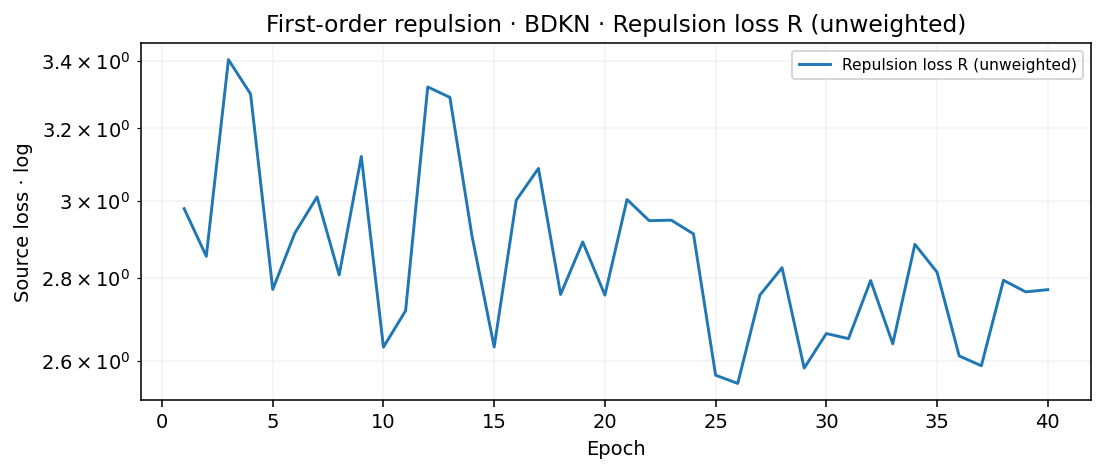 First-order repulsion · BDKN · Repulsion loss R (unweighted)
Repulsion loss R (unweighted)
Source loss · log
3.4 × 10⁰
3.2 × 10⁰
3 × 10⁰
2.8 × 10⁰
2.6 × 10⁰
0 5 10 15 20 25 30 35 40
Epoch